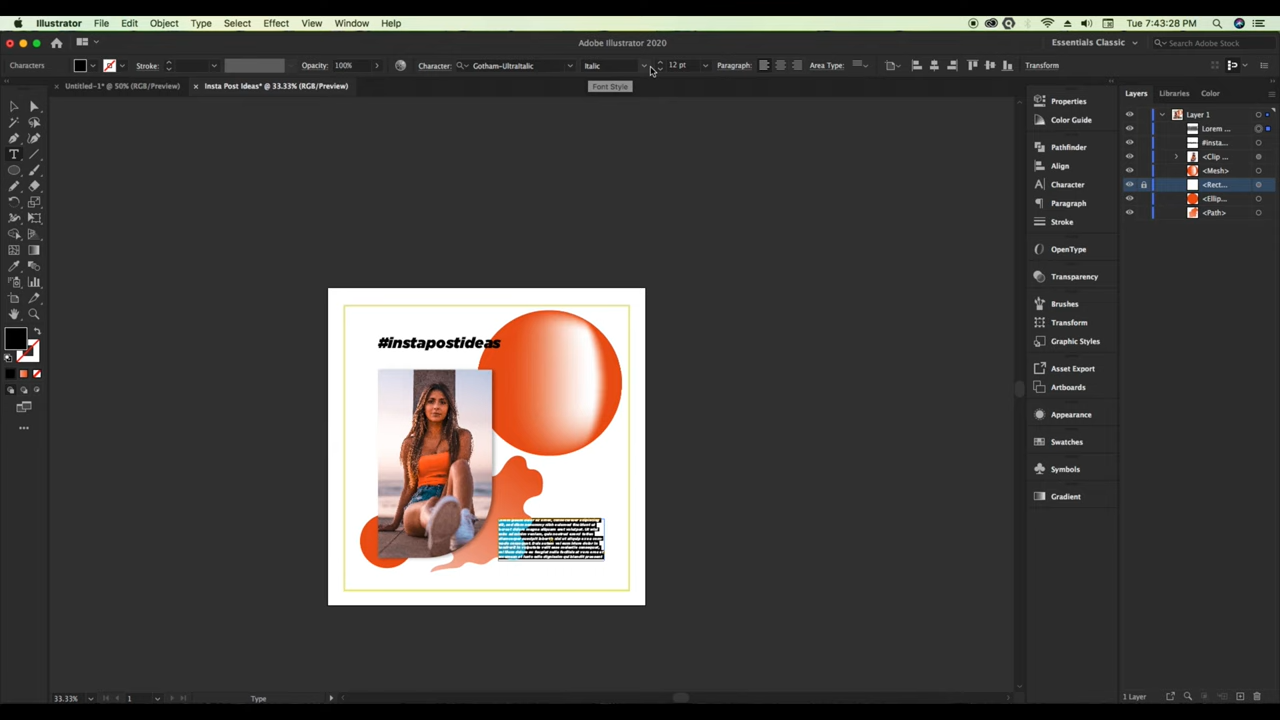 Illustrator File Edit Object Type Select Effect View Window Help
Tue 7:43:28 PM
Adobe Illustrator 2020
Essentials Classic
Search Adobe Stock
Characters
Stroke:
Opacity: 100%
Character:
Gotham-UltraItalic
Italic
12 pt
Paragraph:
Area Type:
Transform
Font Style
× Untitled-1* @ 50% (RGB/Preview)
× Insta Post Ideas* @ 33.33% (RGB/Preview)
#instapostideas
Properties
Color Guide
Pathfinder
Align
Character
Paragraph
Stroke
OpenType
Transparency
Brushes
Transform
Graphic Styles
Asset Export
Artboards
Appearance
Swatches
Symbols
Gradient
Layers
Libraries
Color
Layer 1
Lorem ...
#insta...
<Clip ...
<Mesh>
<Rect...
<Ellip...
<Path>
33.33%
1
Type
1 Layer